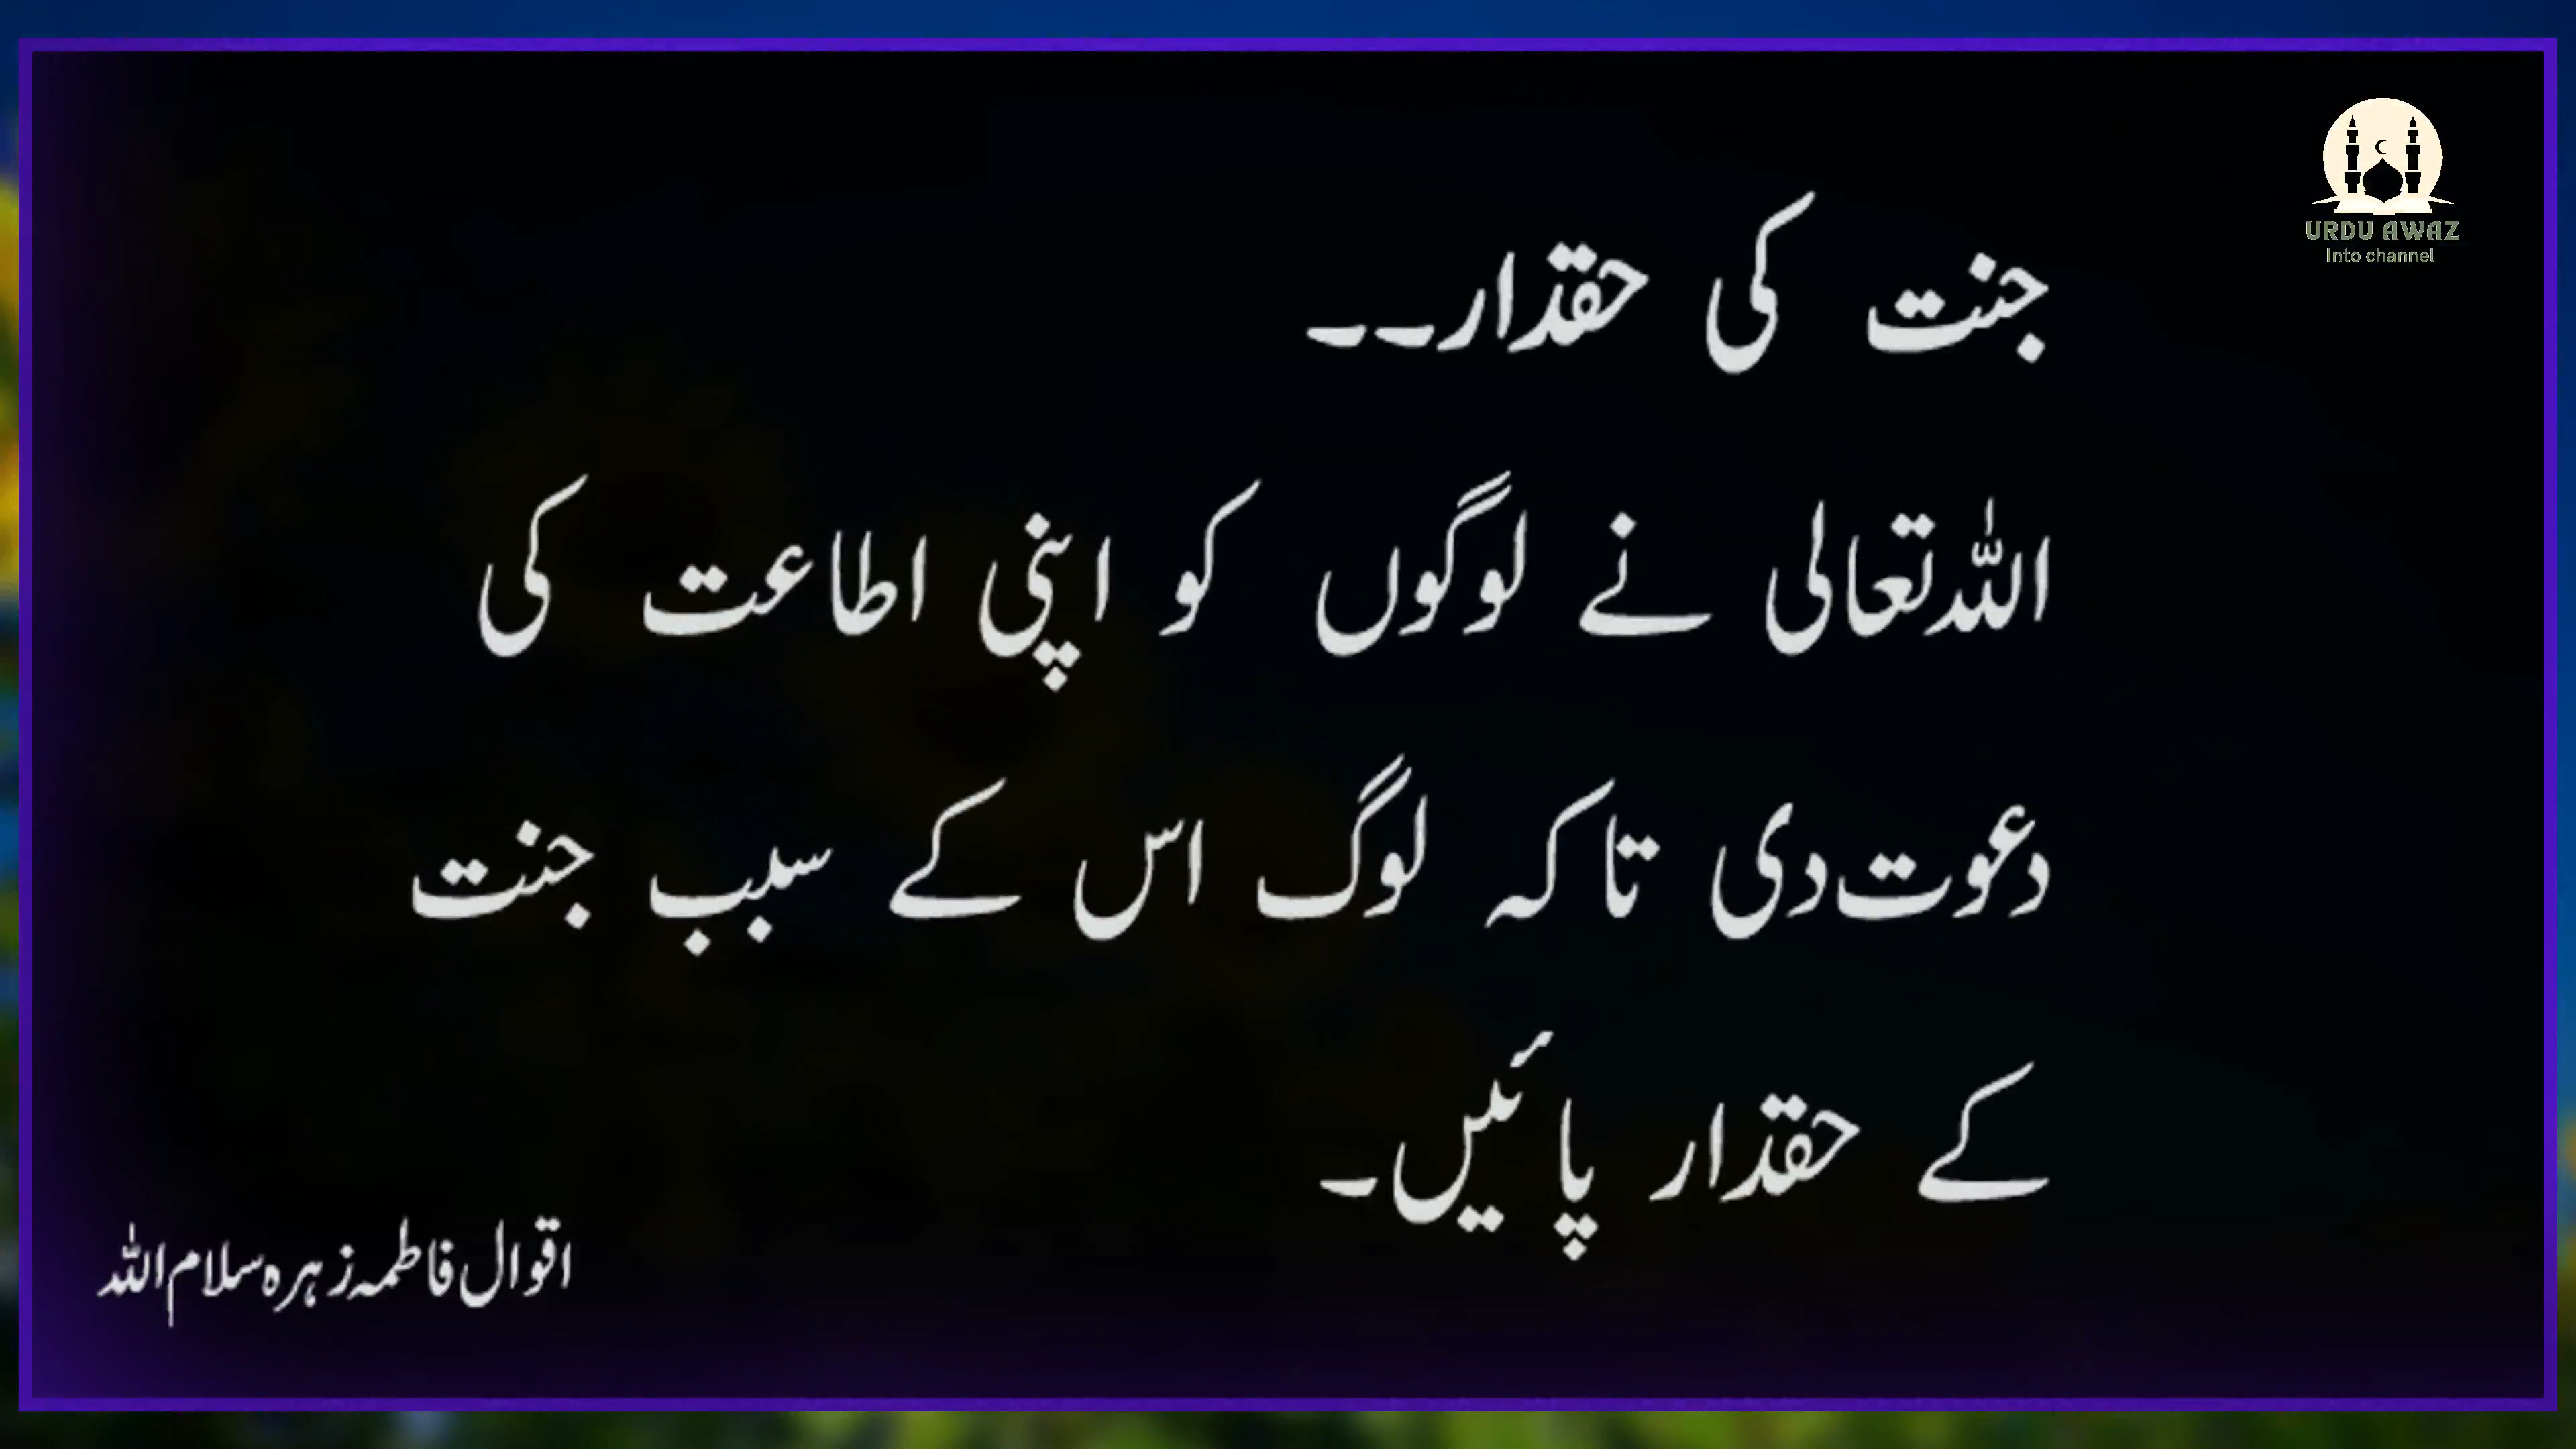 URDU AWAZ
Into channel
جنت کی حقدار۔۔
اللہ تعالی نے لوگوں کو اپنی اطاعت کی
دعوت دی تاکہ لوگ اس کے سبب جنت
کے حقدار پائیں۔
اقوال فاطمہ زہرہ سلام اللہ